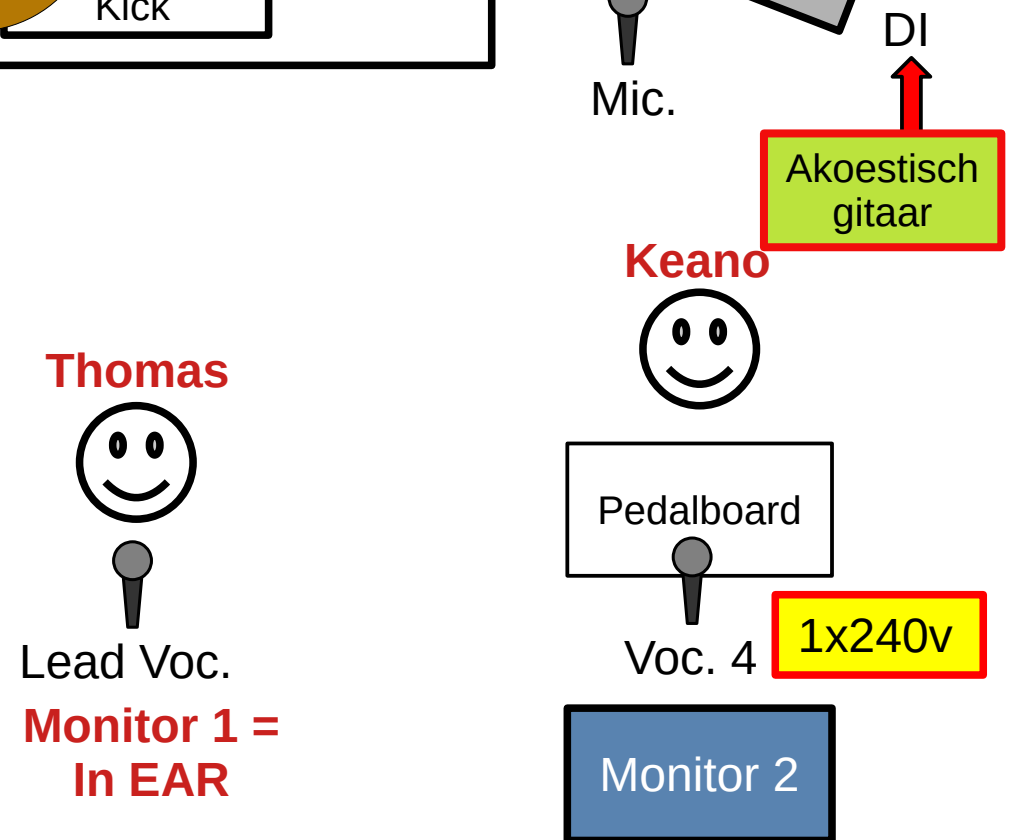 Kick
DI
Mic.
Akoestisch
gitaar
Keano
Thomas
Pedalboard
Lead Voc.
Voc. 4
1x240v
Monitor 1 =
In EAR
Monitor 2